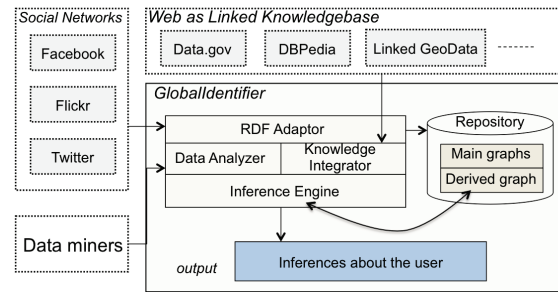 Social Networks
Facebook
Flickr
Twitter
Data miners
Web as Linked Knowledgebase
Data.gov
DBPedia
Linked GeoData
GlobalIdentifier
RDF Adaptor
Data Analyzer
Knowledge
Integrator
Inference Engine
Repository
Main graphs
Derived graph
output
Inferences about the user